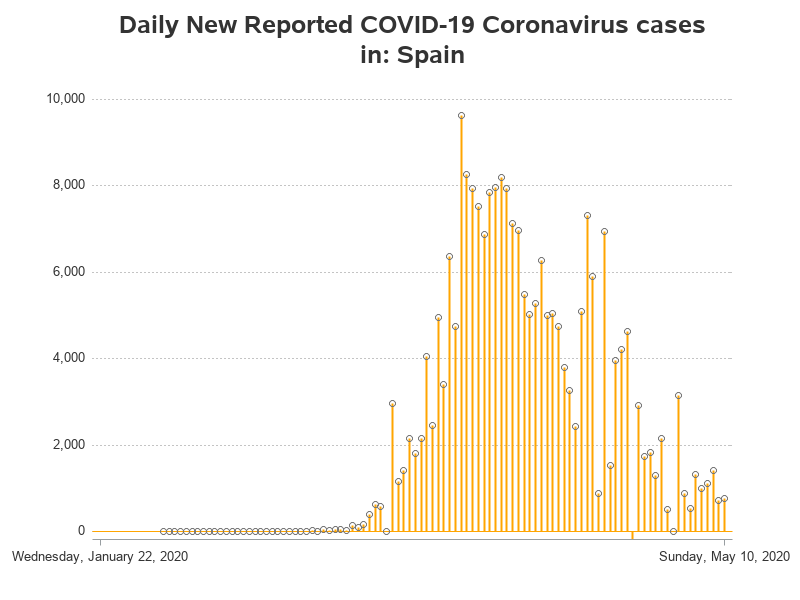 Daily New Reported COVID-19 Coronavirus cases
in: Spain
10,000
8,000
6,000
4,000
2,000
0
Wednesday, January 22, 2020
Sunday, May 10, 2020